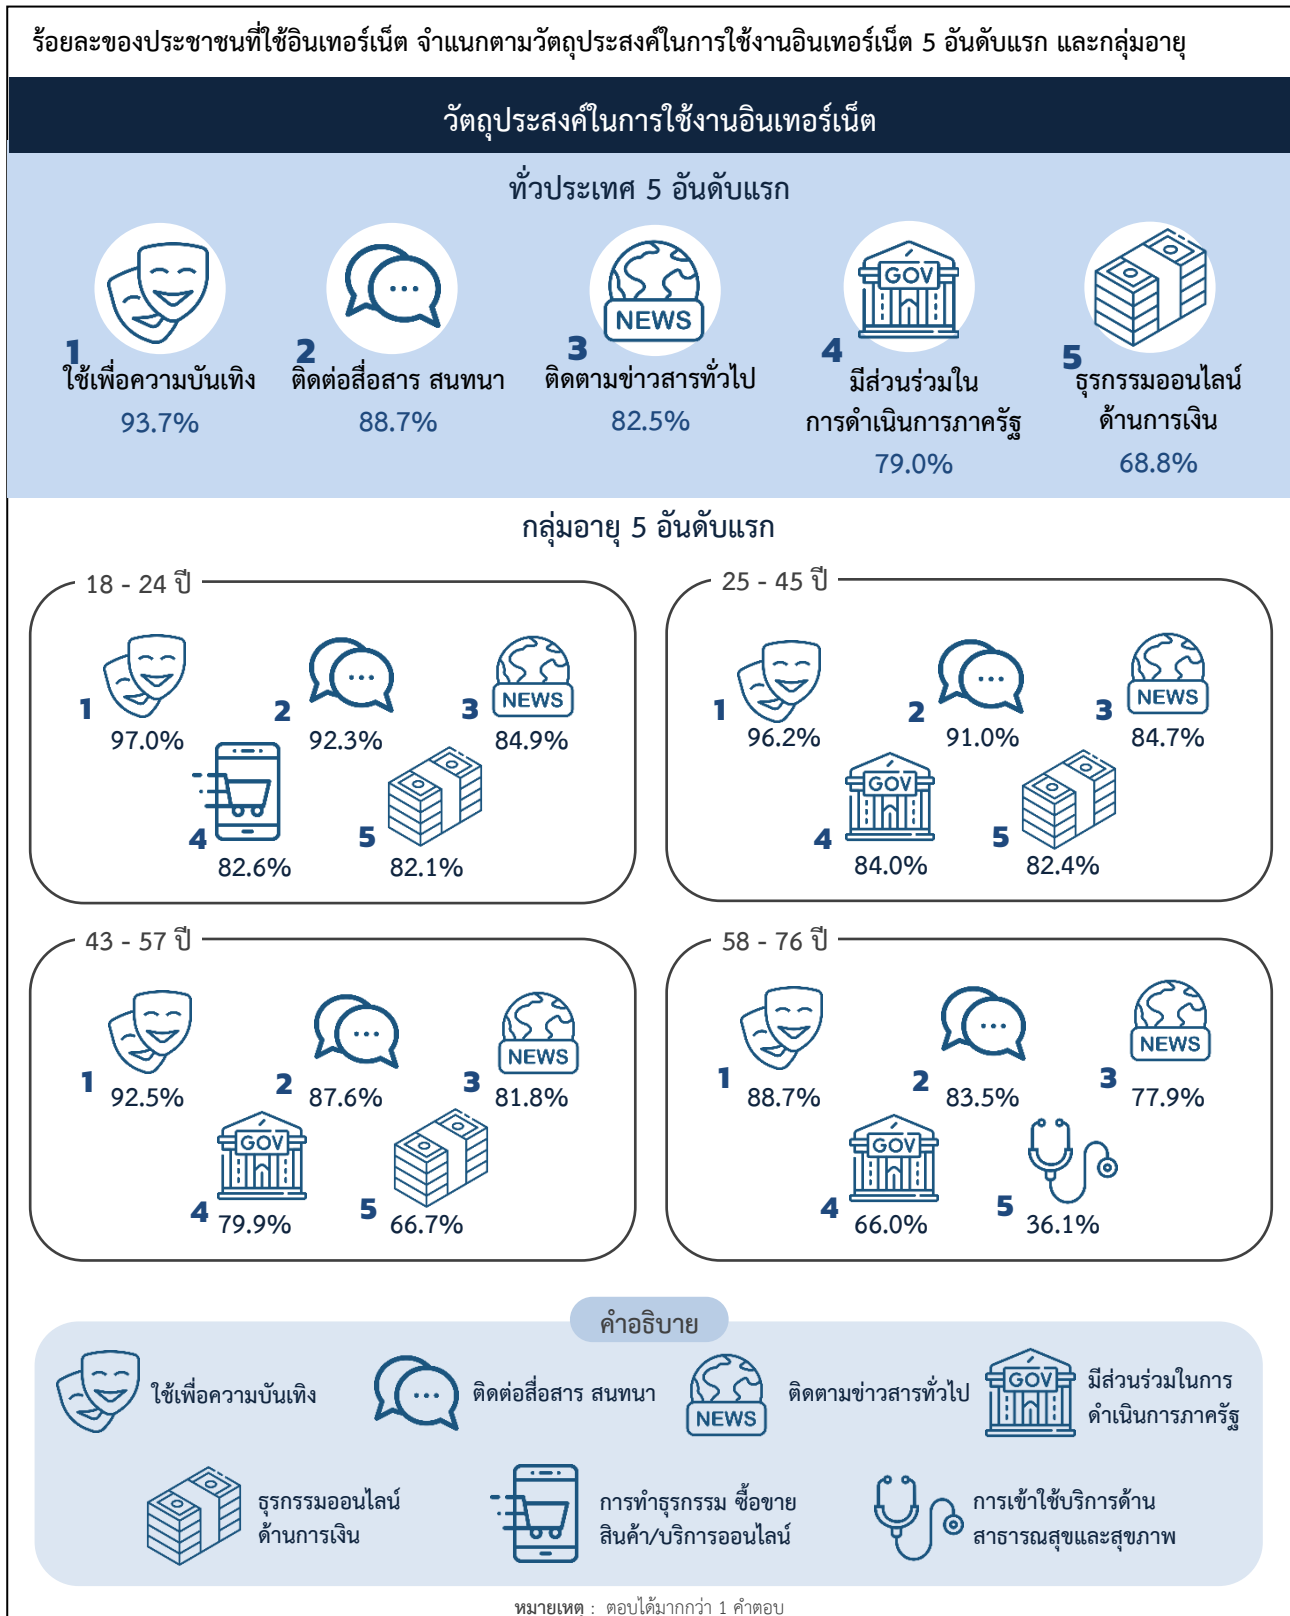 ร้อยละของประชาชนที่ใช้อินเทอร์เน็ต จำแนกตามวัตถุประสงค์ในการใช้งานอินเทอร์เน็ต 5 อันดับแรก และกลุ่มอายุ
วัตถุประสงค์ในการใช้งานอินเทอร์เน็ต
ทั่วประเทศ 5 อันดับแรก
1
ใช้เพื่อความบันเทิง
93.7%
2
ติดต่อสื่อสาร สนทนา
88.7%
NEWS
3
ติดตามข่าวสารทั่วไป
82.5%
GOV
4
มีส่วนร่วมใน
การดำเนินการภาครัฐ
79.0%
5
ธุรกรรมออนไลน์
ด้านการเงิน
68.8%
กลุ่มอายุ 5 อันดับแรก
18 - 24 ปี
1
97.0%
2
92.3%
NEWS
3
84.9%
4
82.6%
5
82.1%
25 - 45 ปี
1
96.2%
2
91.0%
NEWS
3
84.7%
GOV
4
84.0%
5
82.4%
43 - 57 ปี
1
92.5%
2
87.6%
NEWS
3
81.8%
GOV
4
79.9%
5
66.7%
58 - 76 ปี
1
88.7%
2
83.5%
NEWS
3
77.9%
GOV
4
66.0%
5
36.1%
คำอธิบาย
ใช้เพื่อความบันเทิง
ติดต่อสื่อสาร สนทนา
NEWS
ติดตามข่าวสารทั่วไป
GOV
มีส่วนร่วมในการ
ดำเนินการภาครัฐ
ธุรกรรมออนไลน์
ด้านการเงิน
การทำธุรกรรม ซื้อขาย
สินค้า/บริการออนไลน์
การเข้าใช้บริการด้าน
สาธารณสุขและสุขภาพ
หมายเหตุ : ตอบได้มากกว่า 1 คำตอบ